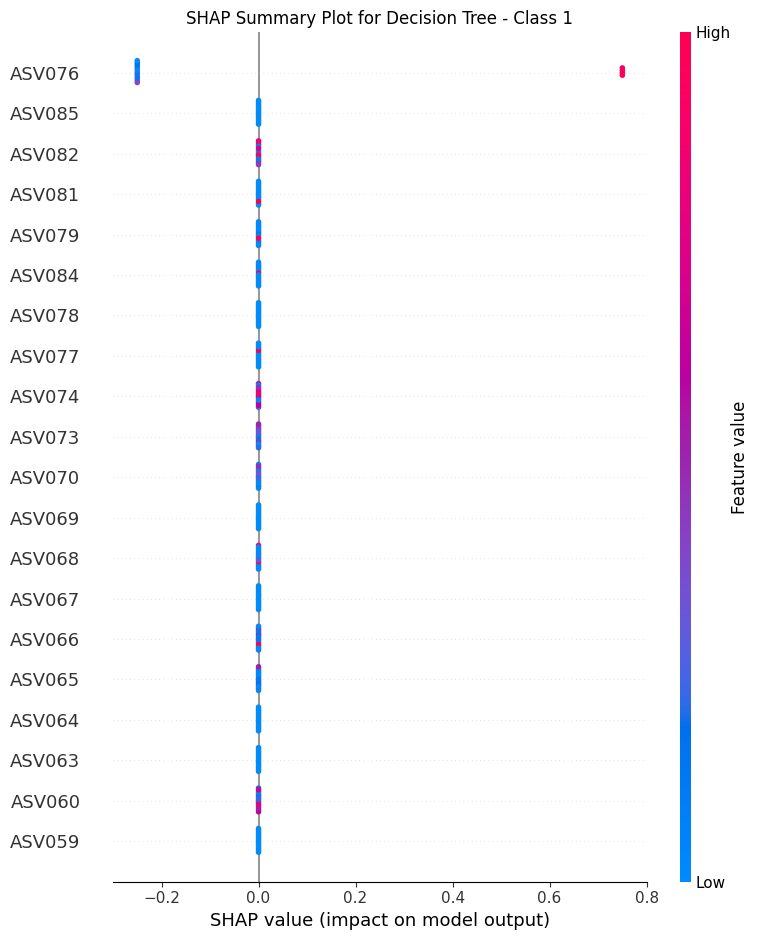 SHAP Summary Plot for Decision Tree - Class 1
High
ASV076
ASV085
ASV082
ASV081
ASV079
ASV084
ASV078
ASV077
ASV074
ASV073
ASV070
ASV069
ASV068
ASV067
ASV066
ASV065
ASV064
ASV063
ASV060
ASV059
Feature value
Low
−0.2 0.0 0.2 0.4 0.6 0.8
SHAP value (impact on model output)